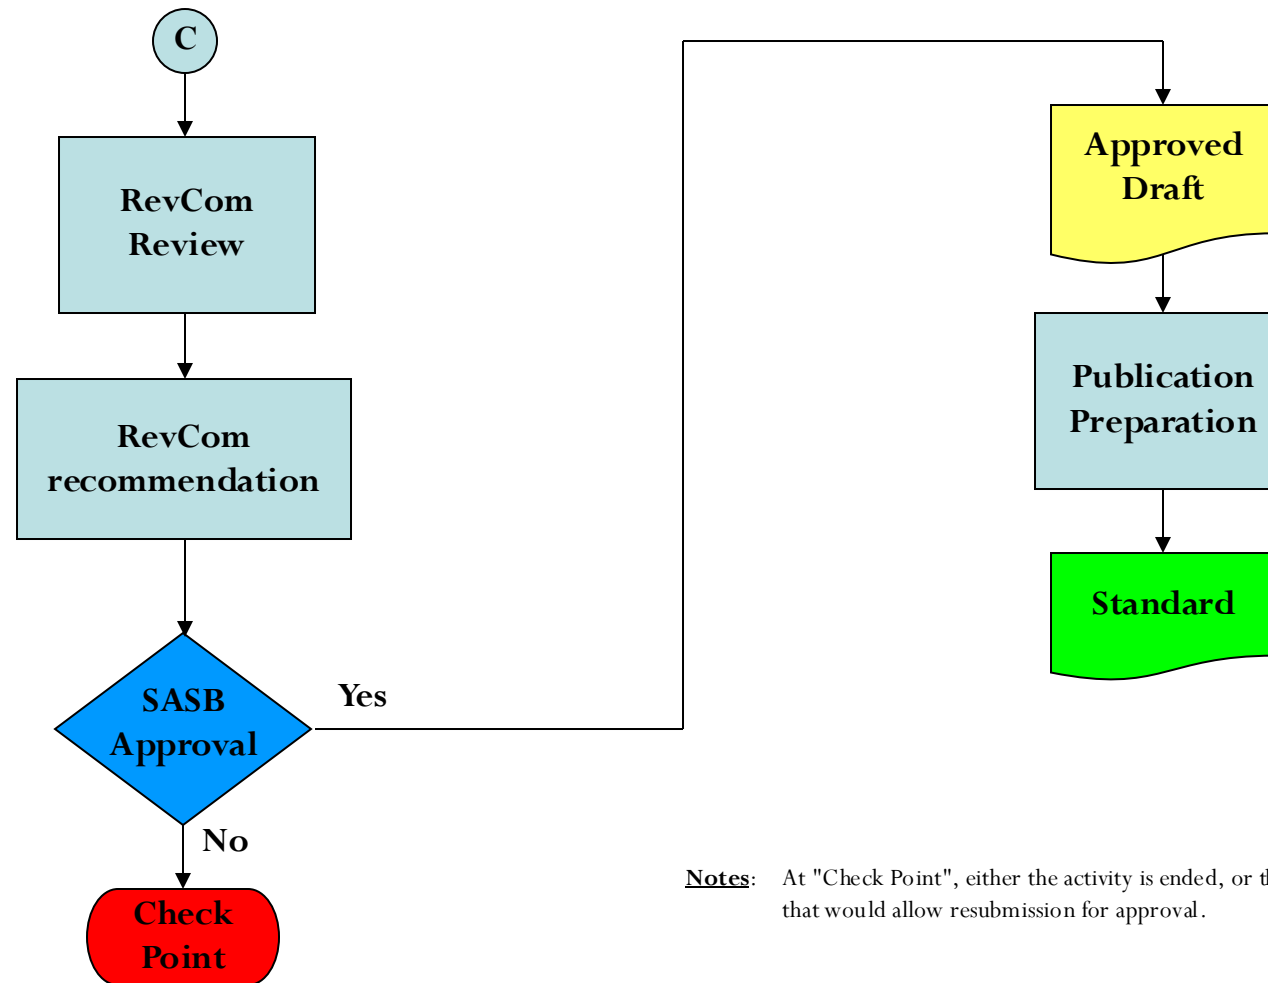 C
RevCom
Review
RevCom
recommendation
SASB
Approval
Yes
No
Check
Point
Approved
Draft
Publication
Preparation
Standard
Notes: At "Check Point", either the activity is ended, or
that would allow resubmission for approval.